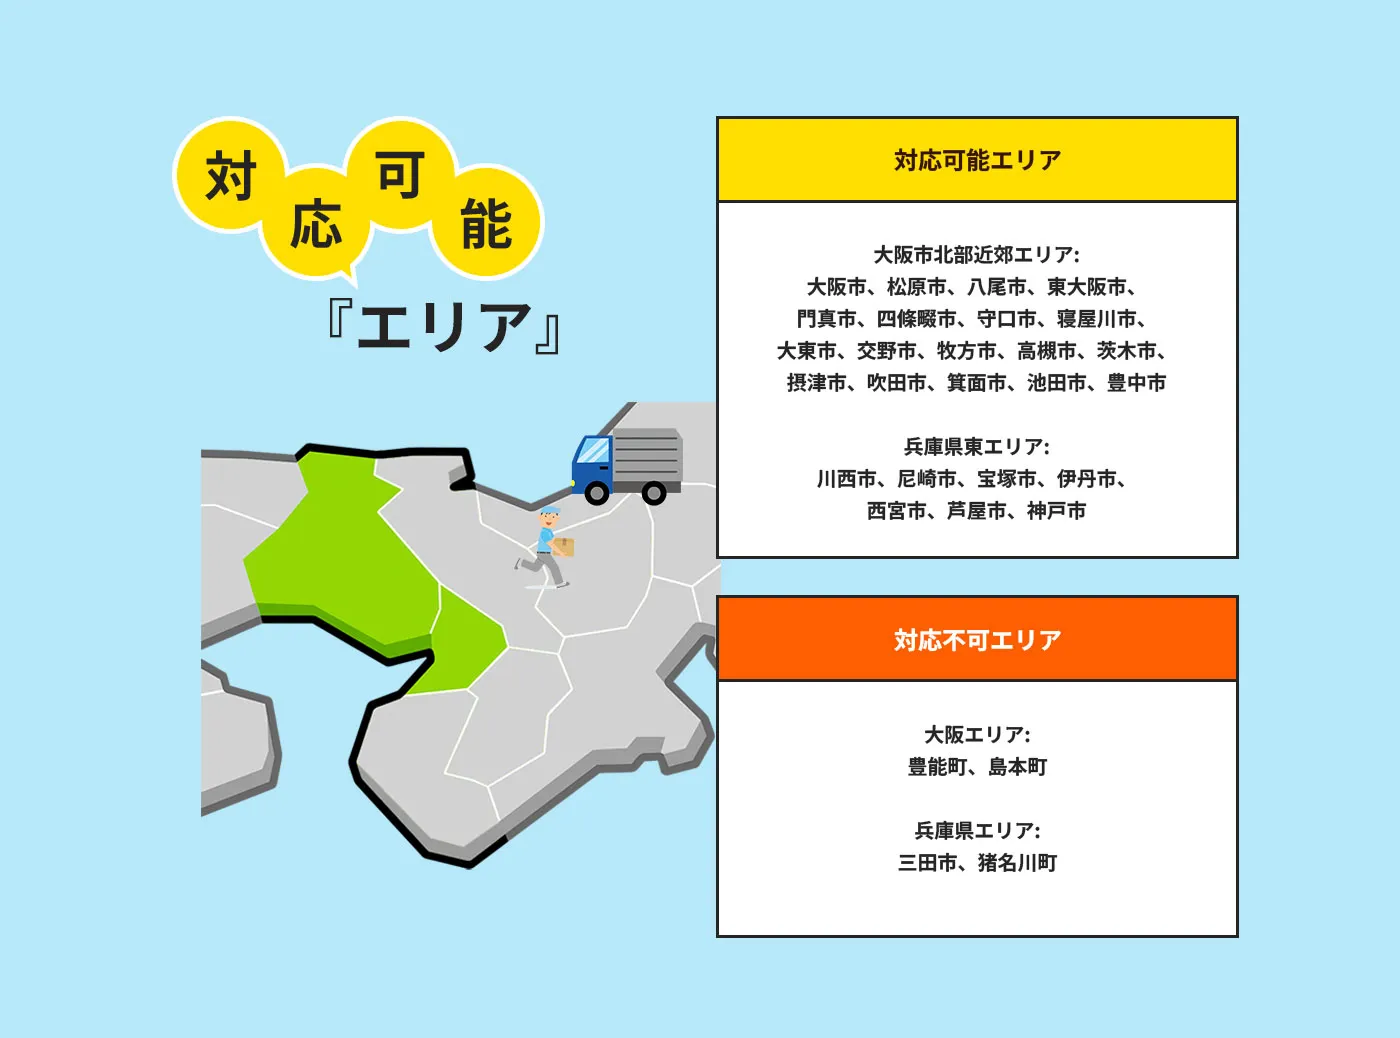 対応可能
『エリア』
対応可能エリア
大阪市北部近郊エリア:
大阪市、松原市、八尾市、東大阪市、
門真市、四條畷市、守口市、寝屋川市、
大東市、交野市、牧方市、高槻市、茨木市、
摂津市、吹田市、箕面市、池田市、豊中市
兵庫県東エリア:
川西市、尼崎市、宝塚市、伊丹市、
西宮市、芦屋市、神戸市
対応不可エリア
大阪エリア:
豊能町、島本町
兵庫県エリア:
三田市、猪名川町